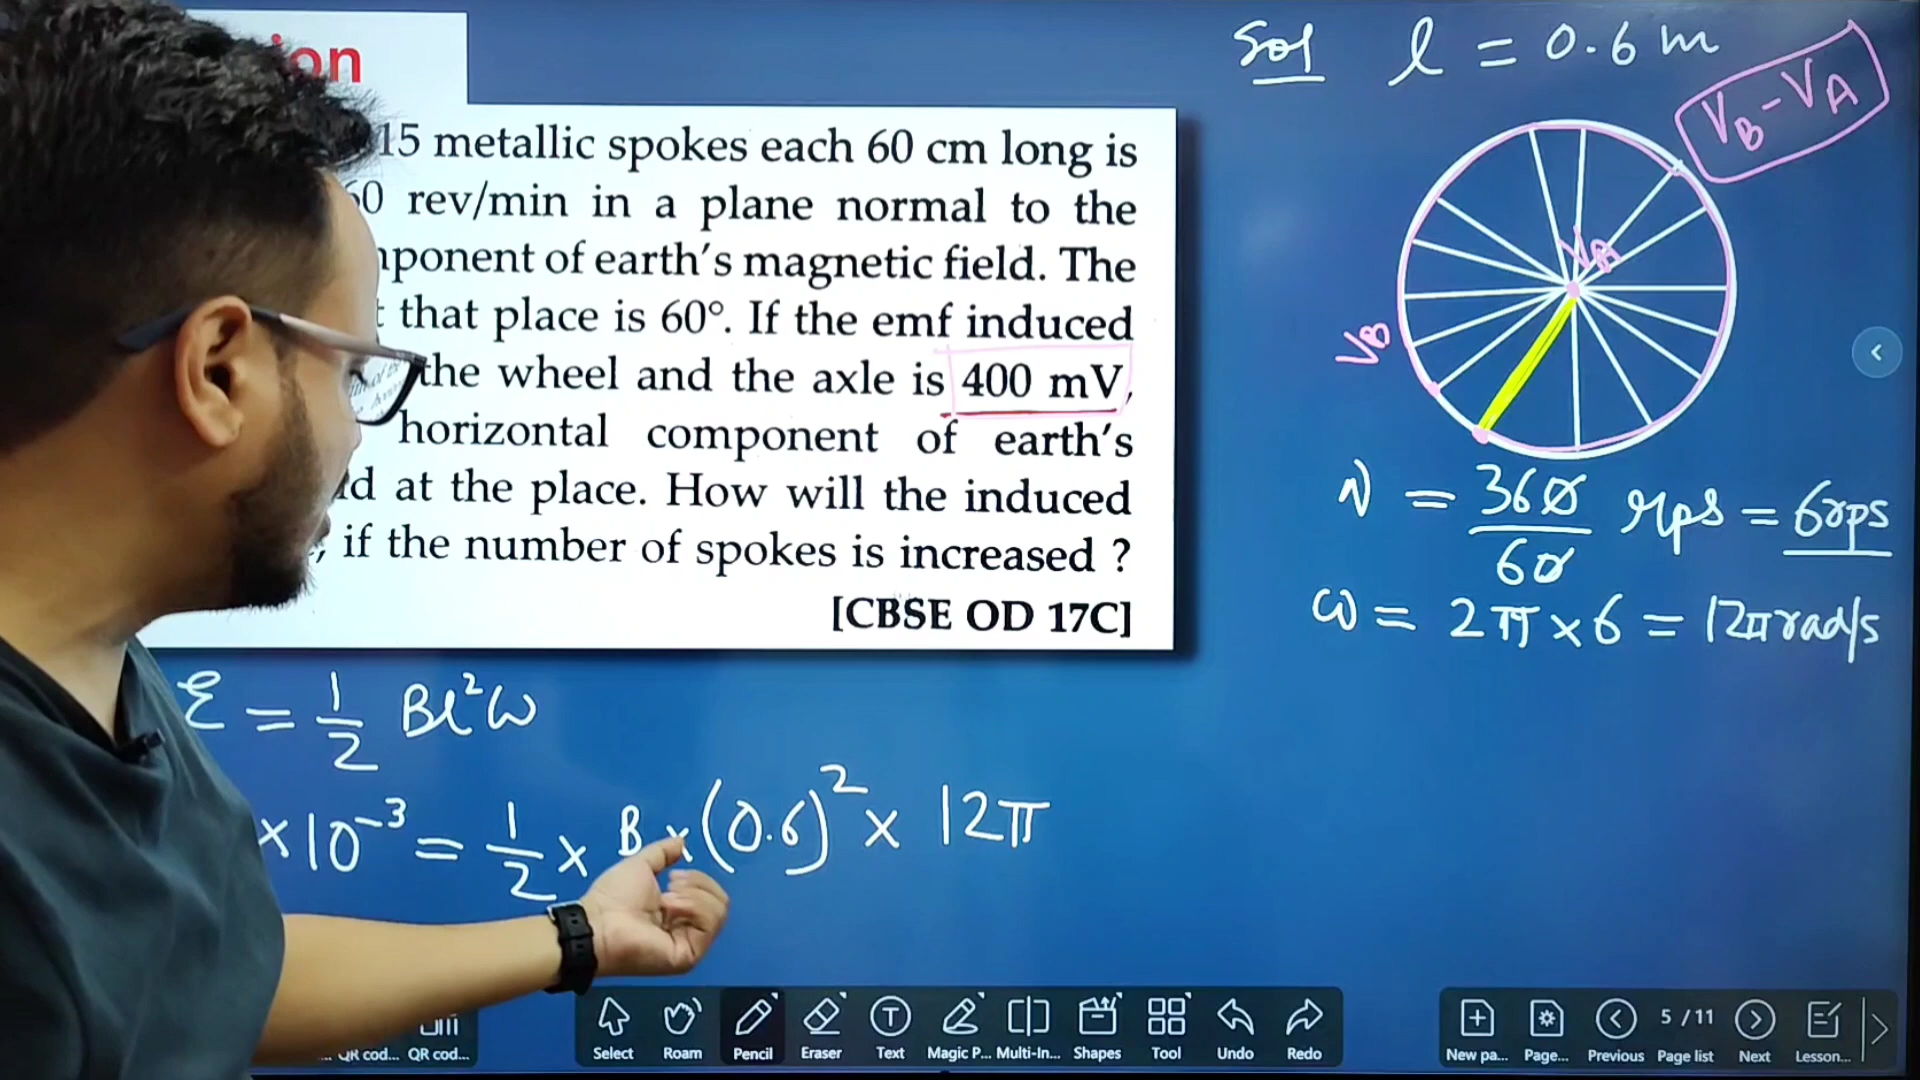 ion
Sol l = 0.6 m
VB - VA
15 metallic spokes each 60 cm long is
60 rev/min in a plane normal to the
ponent of earth's magnetic field. The
that place is 60°. If the emf induced
the wheel and the axle is 400 mV,
horizontal component of earth's
ld at the place. How will the induced
, if the number of spokes is increased ?
[CBSE OD 17C]
VA
VB
ν = 360/60 rps = 6rps
ω = 2π × 6 = 12π rad/s
ε = 1/2 Bl²ω
×10⁻³ = 1/2 × B × (0.6)² × 12π
QR cod... QR cod... Select Roam Pencil Eraser Text Magic P... Multi-In... Shapes Tool Undo Redo
New pa... Page... Previous 5 / 11 Page list Next Lesson...